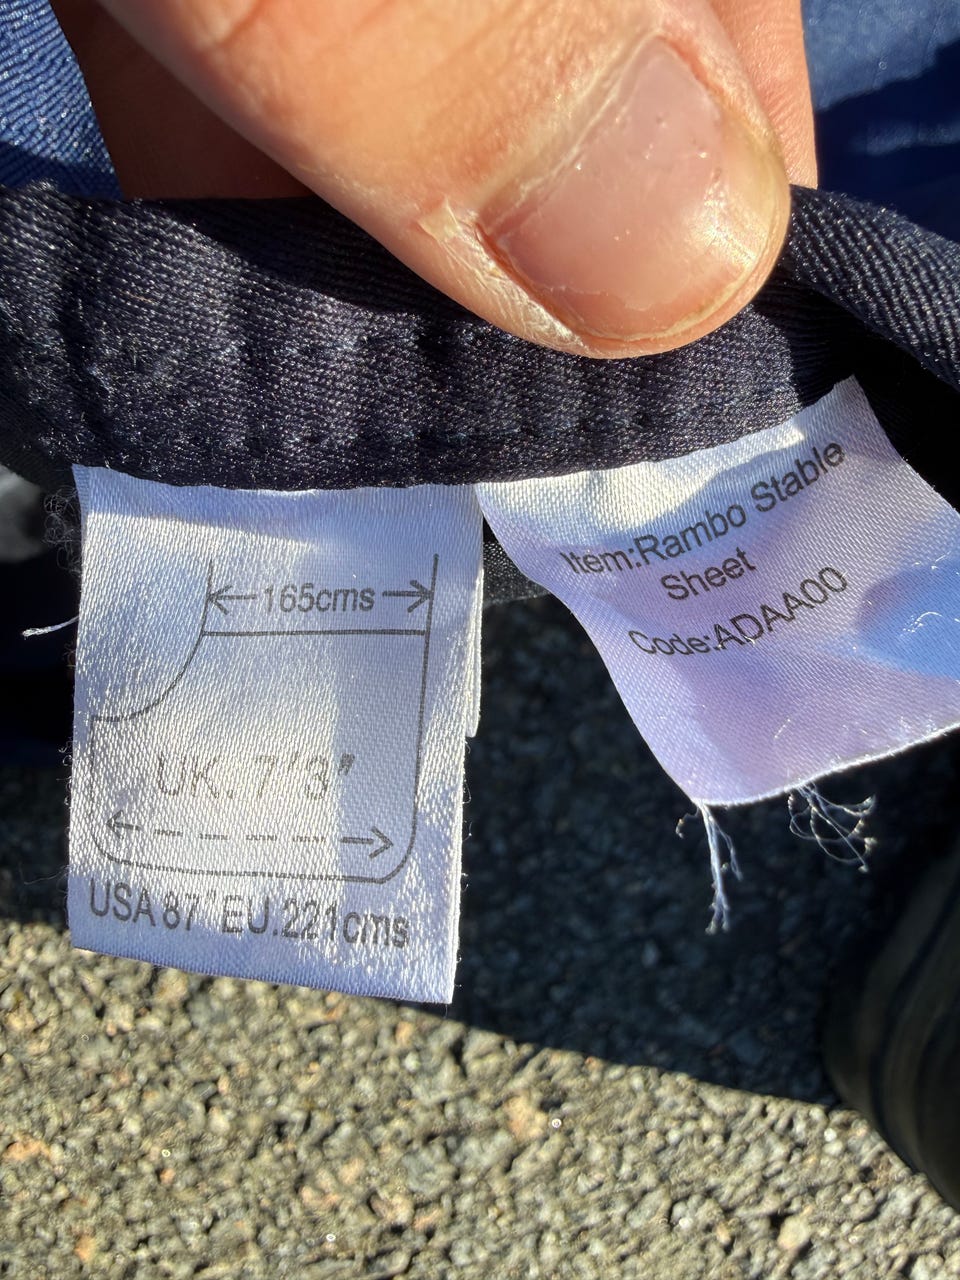 165cms
UK.7'3"
USA 87" EU.221cms
Item:Rambo Stable
Sheet
Code:ADAA00